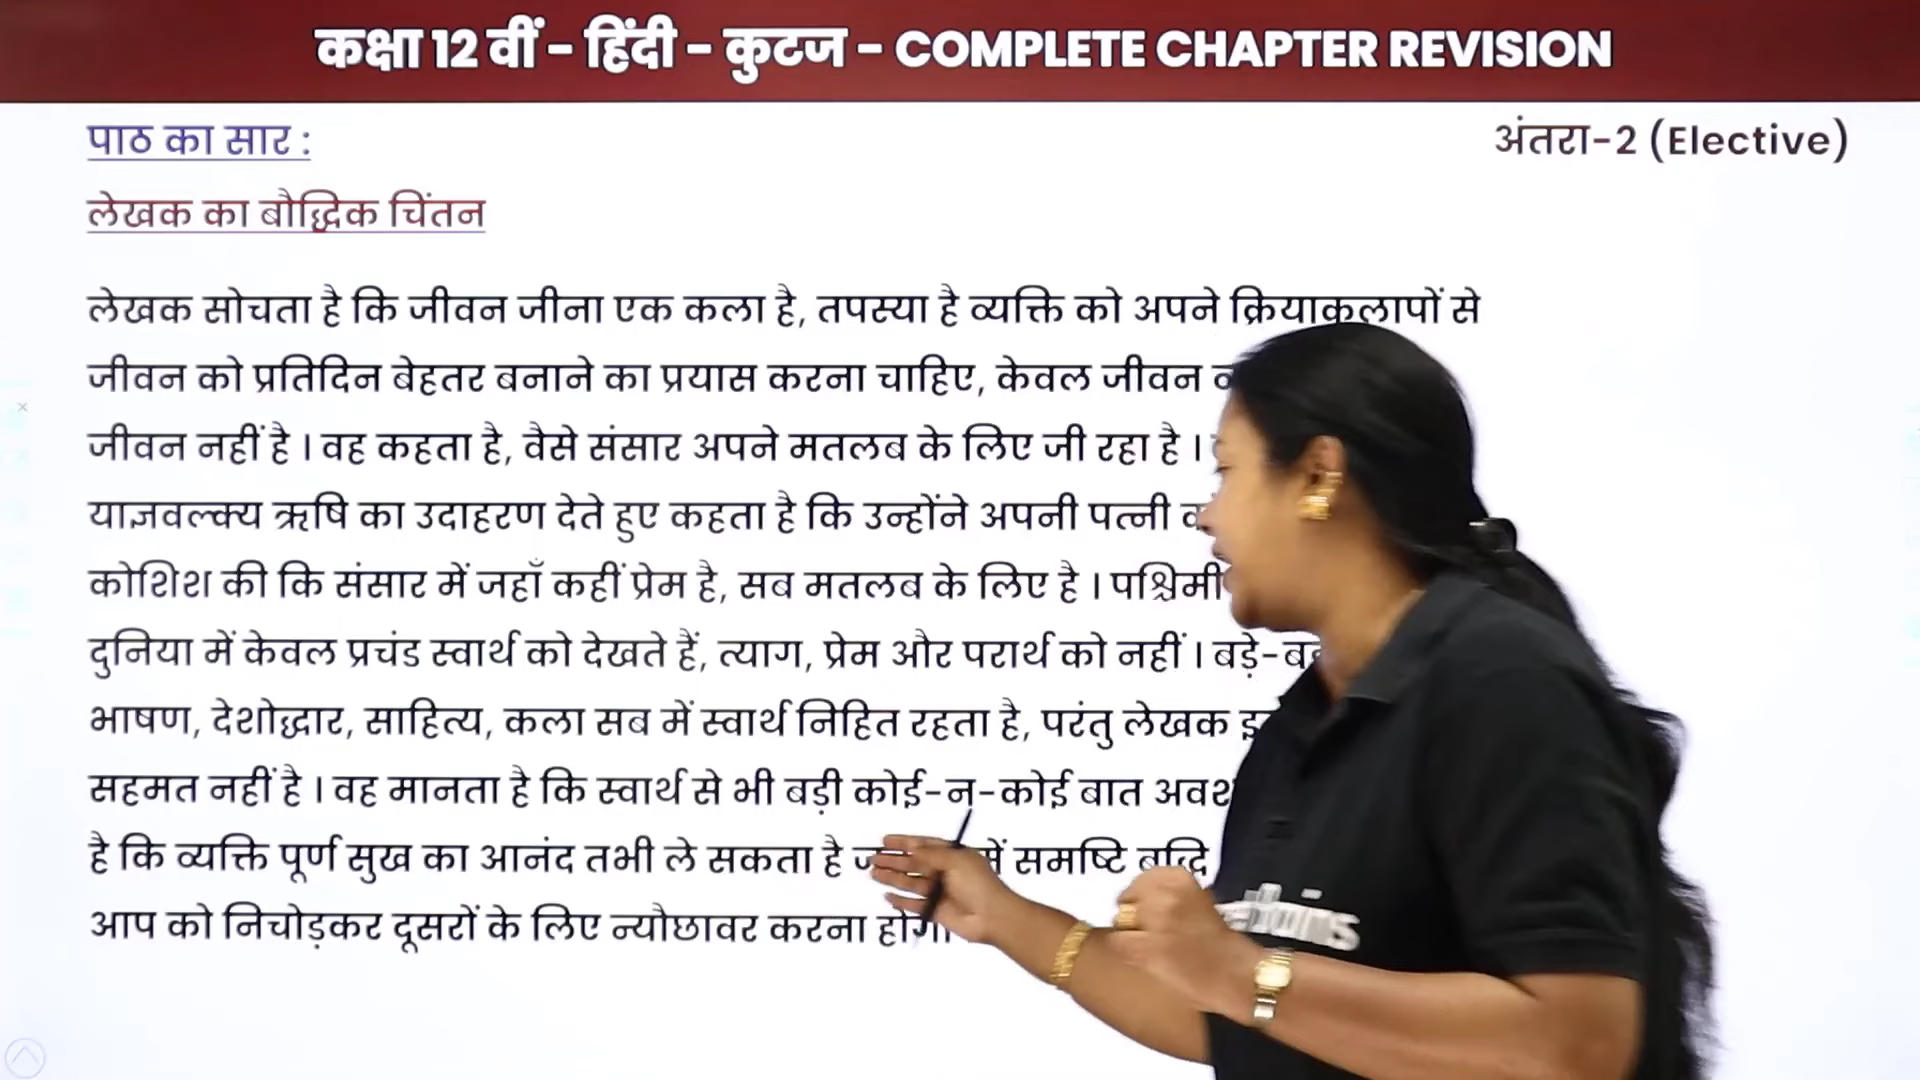 कक्षा 12 वीं - हिंदी - कुटज - COMPLETE CHAPTER REVISION
पाठ का सार :
अंतरा-2 (Elective)
लेखक का बौद्धिक चिंतन
लेखक सोचता है कि जीवन जीना एक कला है, तपस्या है व्यक्ति को अपने क्रियाकलापों से
जीवन को प्रतिदिन बेहतर बनाने का प्रयास करना चाहिए, केवल जीवन
जीवन नहीं है । वह कहता है, वैसे संसार अपने मतलब के लिए जी रहा है ।
याज्ञवल्क्य ऋषि का उदाहरण देते हुए कहता है कि उन्होंने अपनी पत्नी
कोशिश की कि संसार में जहाँ कहीं प्रेम है, सब मतलब के लिए है । पश्चिमी
दुनिया में केवल प्रचंड स्वार्थ को देखते हैं, त्याग, प्रेम और परार्थ को नहीं । बड़े-
भाषण, देशोद्धार, साहित्य, कला सब में स्वार्थ निहित रहता है, परंतु लेखक
सहमत नहीं है । वह मानता है कि स्वार्थ से भी बड़ी कोई-न-कोई बात
है कि व्यक्ति पूर्ण सुख का आनंद तभी ले सकता है समष्टि बुद्धि
आप को निचोड़कर दूसरों के लिए न्यौछावर करना होगा